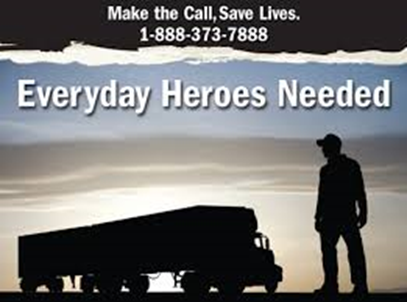 Make the Call, Save Lives.
1-888-373-7888
Everyday Heroes Needed